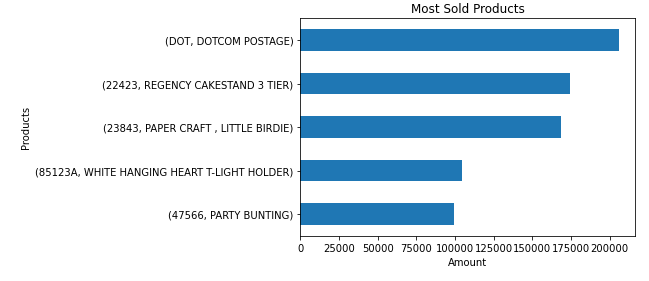 Most Sold Products
Products
(DOT, DOTCOM POSTAGE)
(22423, REGENCY CAKESTAND 3 TIER)
(23843, PAPER CRAFT , LITTLE BIRDIE)
(85123A, WHITE HANGING HEART T-LIGHT HOLDER)
(47566, PARTY BUNTING)
0 25000 50000 75000 100000 125000 150000 175000 200000
Amount